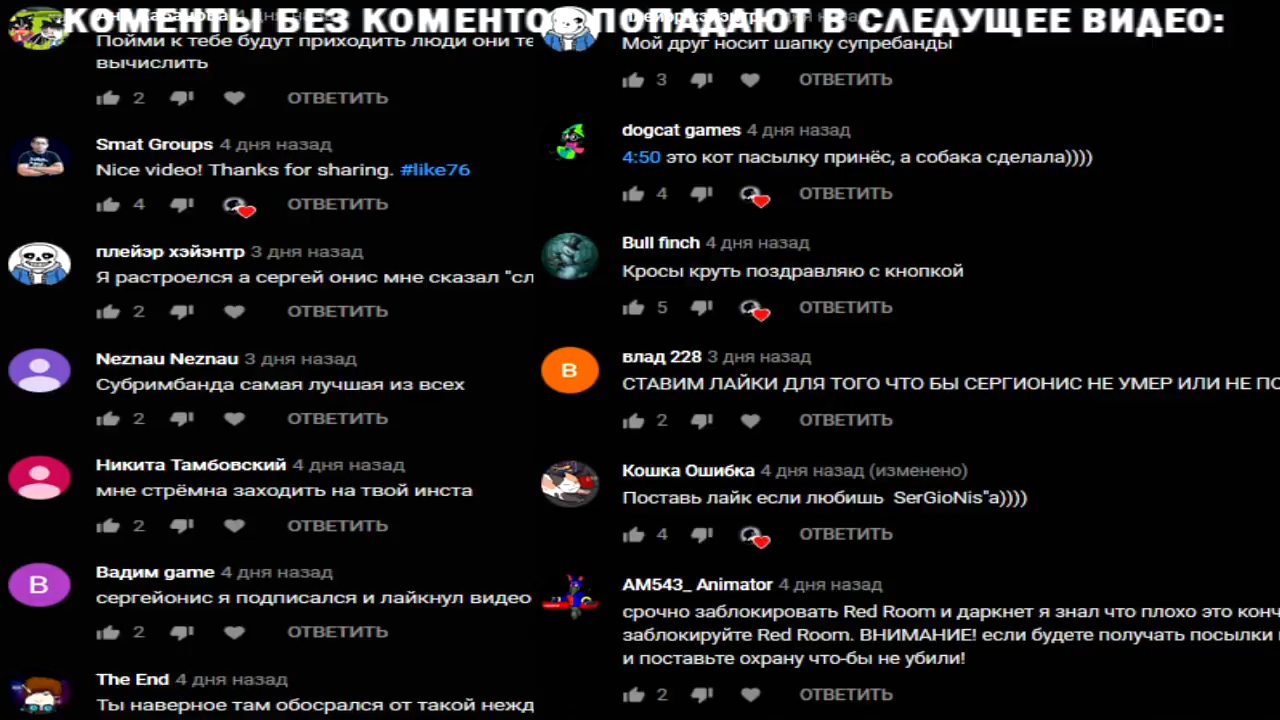 КОМЕНТЫ БЕЗ КОМЕНТОВ ПОПАДАЮТ В СЛЕДУЩЕЕ ВИДЕО:
Пойми к тебе будут приходить люди они те
вычислить
2 ОТВЕТИТЬ
Smat Groups 4 дня назад
Nice video! Thanks for sharing. #like76
4 ОТВЕТИТЬ
плейэр хэйэнтр 3 дня назад
Я растроелся а сергей онис мне сказал "сл
2 ОТВЕТИТЬ
Neznau Neznau 3 дня назад
Субримбанда самая лучшая из всех
2 ОТВЕТИТЬ
Никита Тамбовский 4 дня назад
мне стрёмна заходить на твой инста
2 ОТВЕТИТЬ
В
Вадим game 4 дня назад
сергейонис я подписался и лайкнул видео
2 ОТВЕТИТЬ
The End 4 дня назад
Ты наверное там обосрался от такой нежд
плейэр хэйэнтр
Мой друг носит шапку супребанды
3 ОТВЕТИТЬ
dogcat games 4 дня назад
4:50 это кот пасылку принёс, а собака сделала))))
4 ОТВЕТИТЬ
Bull finch 4 дня назад
Кросы круть поздравляю с кнопкой
5 ОТВЕТИТЬ
В
влад 228 3 дня назад
СТАВИМ ЛАЙКИ ДЛЯ ТОГО ЧТО БЫ СЕРГИОНИС НЕ УМЕР ИЛИ НЕ ПО
2 ОТВЕТИТЬ
Кошка Ошибка 4 дня назад (изменено)
Поставь лайк если любишь SerGioNis"а))))
4 ОТВЕТИТЬ
AM543_ Animator 4 дня назад
срочно заблокировать Red Room и даркнет я знал что плохо это конч
заблокируйте Red Room. ВНИМАНИЕ! если будете получать посылки
и поставьте охрану что-бы не убили!
2 ОТВЕТИТЬ